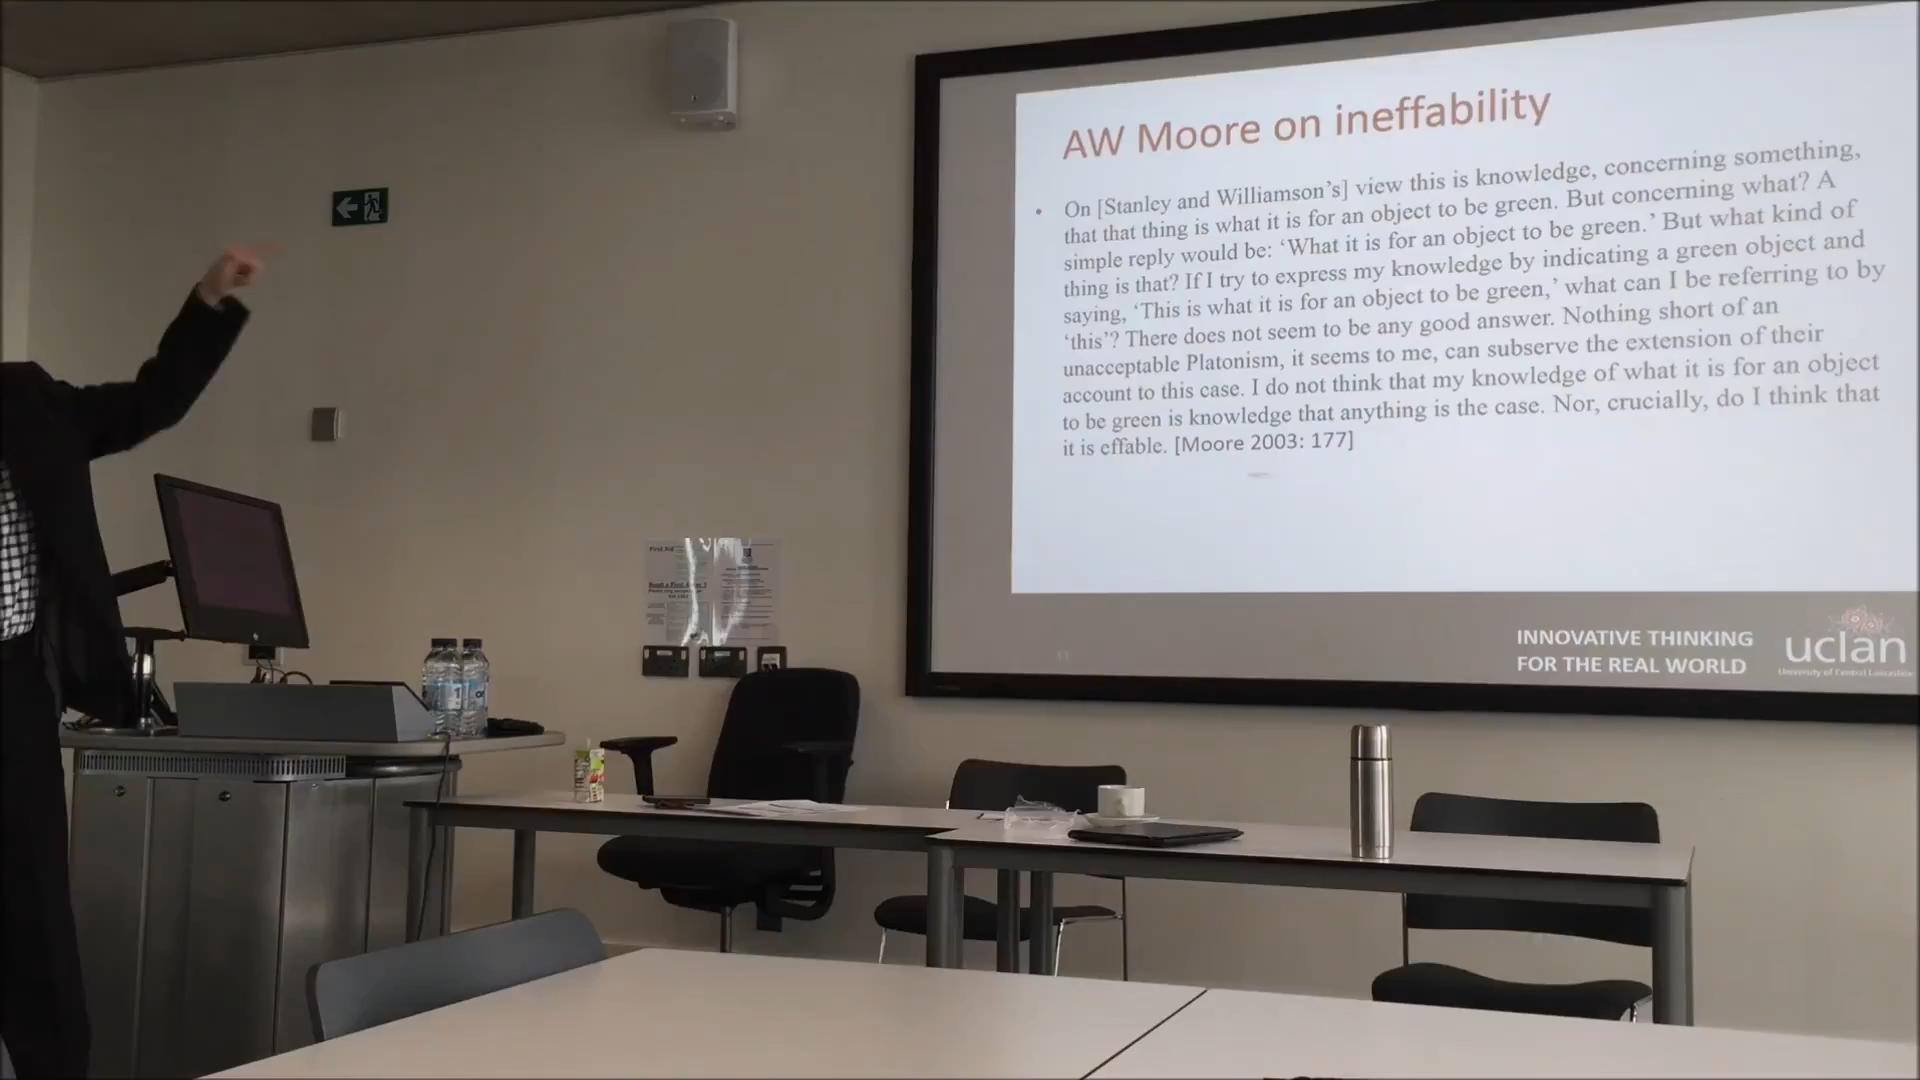 AW Moore on ineffability
• On [Stanley and Williamson's] view this is knowledge, concerning something,
that that thing is what it is for an object to be green. But concerning what? A
simple reply would be: 'What it is for an object to be green.' But what kind of
thing is that? If I try to express my knowledge by indicating a green object and
saying, 'This is what it is for an object to be green,' what can I be referring to by
'this'? There does not seem to be any good answer. Nothing short of an
unacceptable Platonism, it seems to me, can subserve the extension of their
account to this case. I do not think that my knowledge of what it is for an object
to be green is knowledge that anything is the case. Nor, crucially, do I think that
it is effable. [Moore 2003: 177]
INNOVATIVE THINKING
FOR THE REAL WORLD
uclan
University of Central Lancashire
First Aid